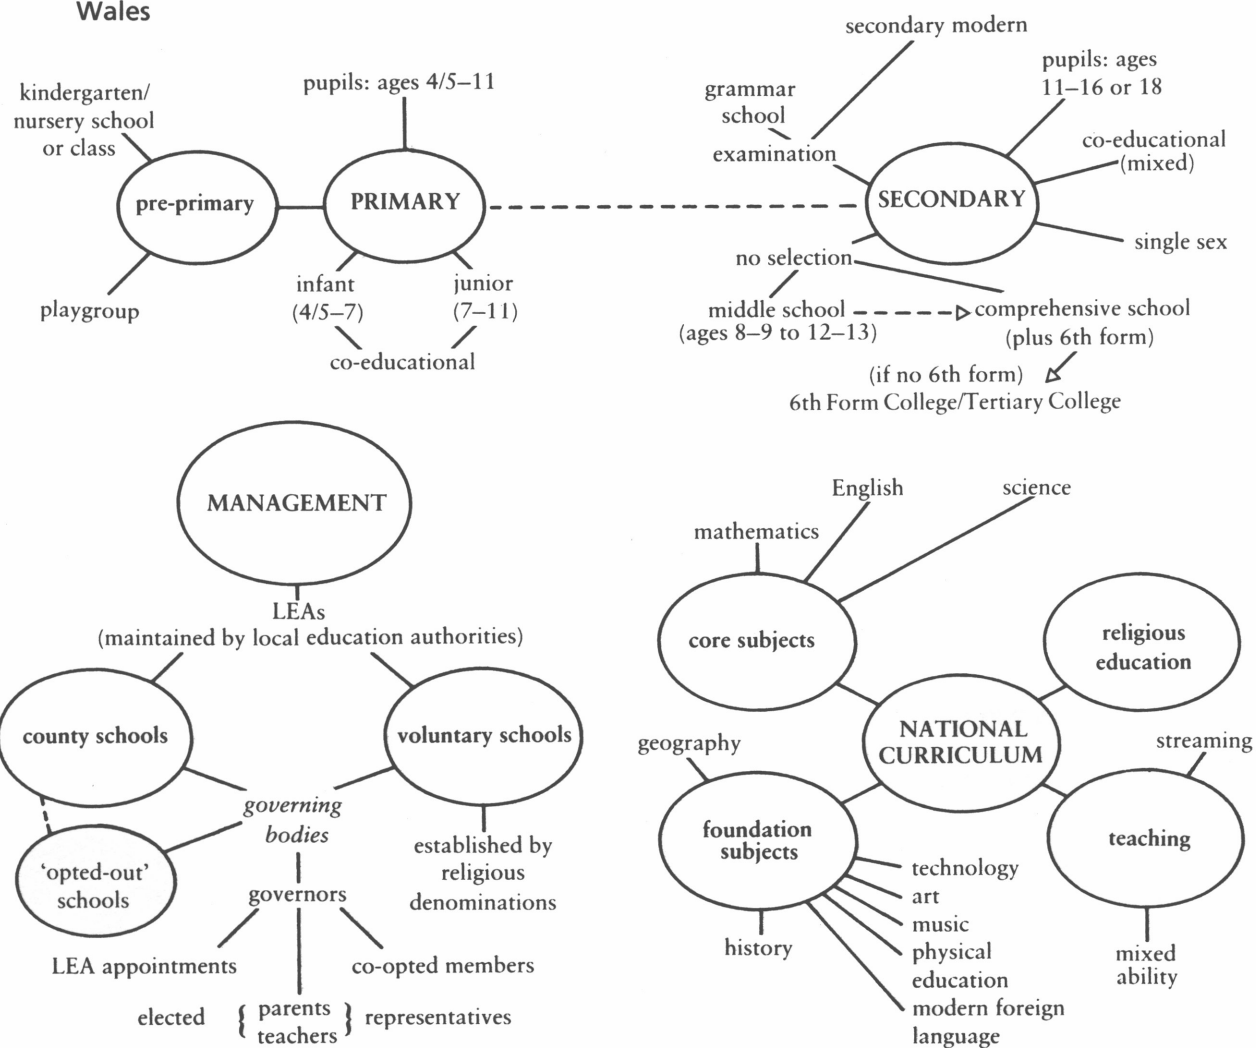 Wales
secondary modern
pupils: ages 4/5–11
pupils: ages
11–16 or 18
kindergarten/
nursery school
or class
grammar
school
examination
co-educational
(mixed)
pre-primary
PRIMARY
SECONDARY
single sex
no selection
playgroup
infant
(4/5–7)
junior
(7–11)
co-educational
middle school
(ages 8–9 to 12–13)
comprehensive school
(plus 6th form)
(if no 6th form)
6th Form College/Tertiary College
MANAGEMENT
LEAs
(maintained by local education authorities)
county schools
voluntary schools
governing
bodies
'opted-out'
schools
established by
religious
denominations
governors
LEA appointments
co-opted members
elected { parents } representatives
teachers
English
science
mathematics
core subjects
religious
education
NATIONAL
CURRICULUM
geography
streaming
foundation
subjects
teaching
technology
art
music
physical
education
modern foreign
language
history
mixed
ability